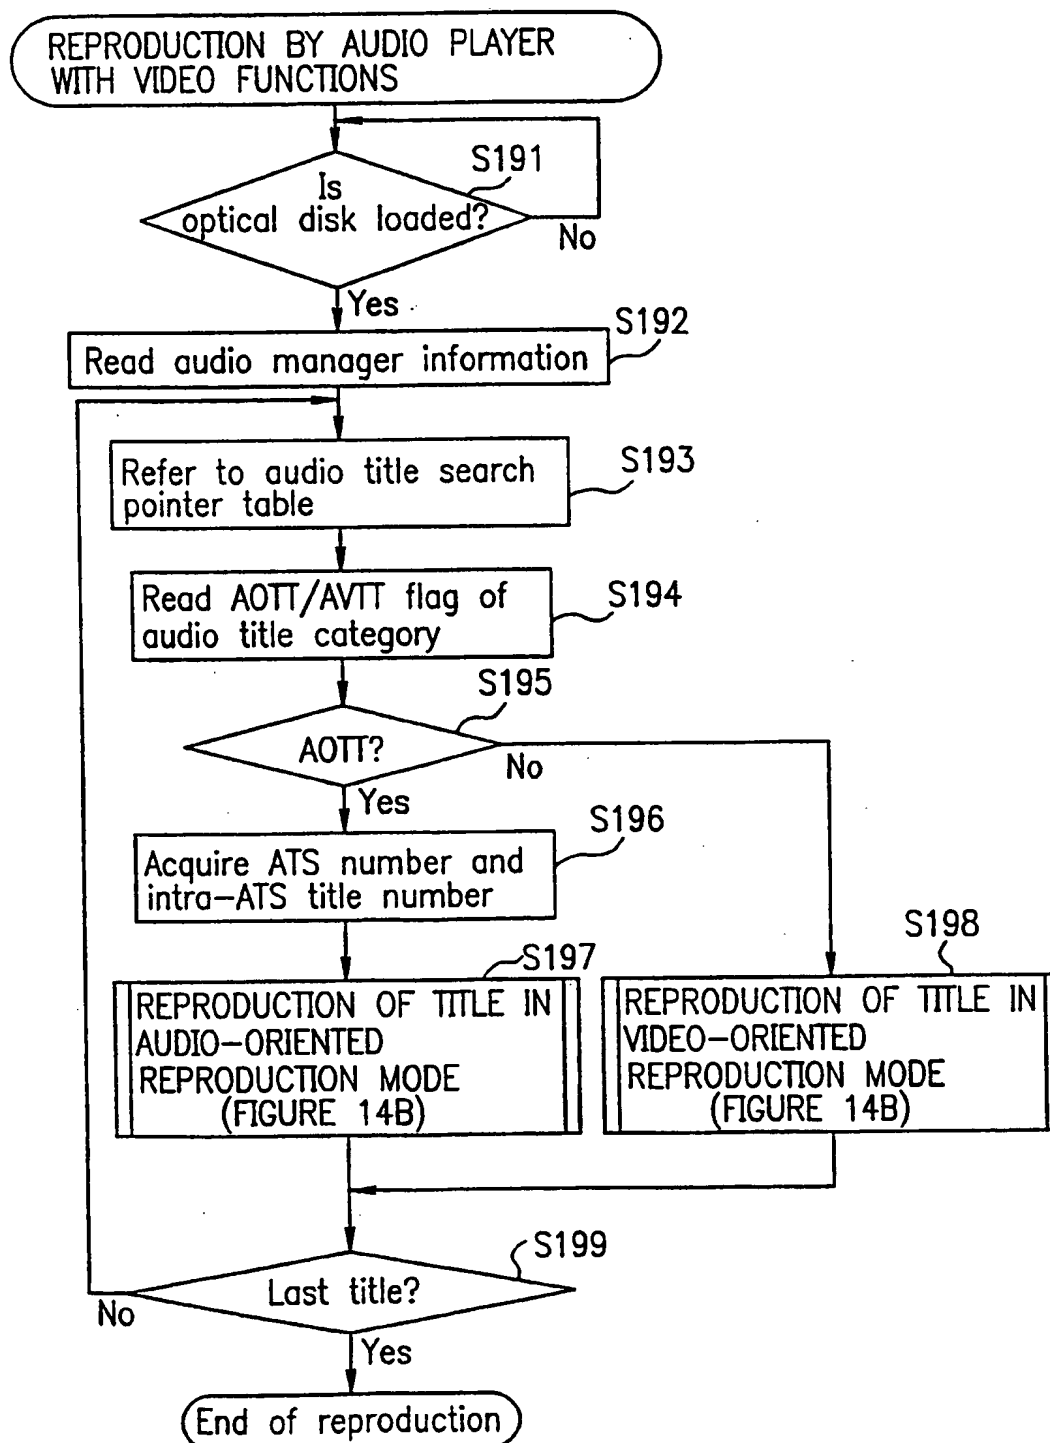 REPRODUCTION BY AUDIO PLAYER
WITH VIDEO FUNCTIONS
S191
Is
optical disk loaded?
No
Yes
S192
Read audio manager information
S193
Refer to audio title search
pointer table
S194
Read AOTT/AVTT flag of
audio title category
S195
AOTT?
No
Yes
S196
Acquire ATS number and
intra-ATS title number
S197
REPRODUCTION OF TITLE IN
AUDIO-ORIENTED
REPRODUCTION MODE
(FIGURE 14B)
S198
REPRODUCTION OF TITLE IN
VIDEO-ORIENTED
REPRODUCTION MODE
(FIGURE 14B)
S199
Last title?
No
Yes
End of reproduction